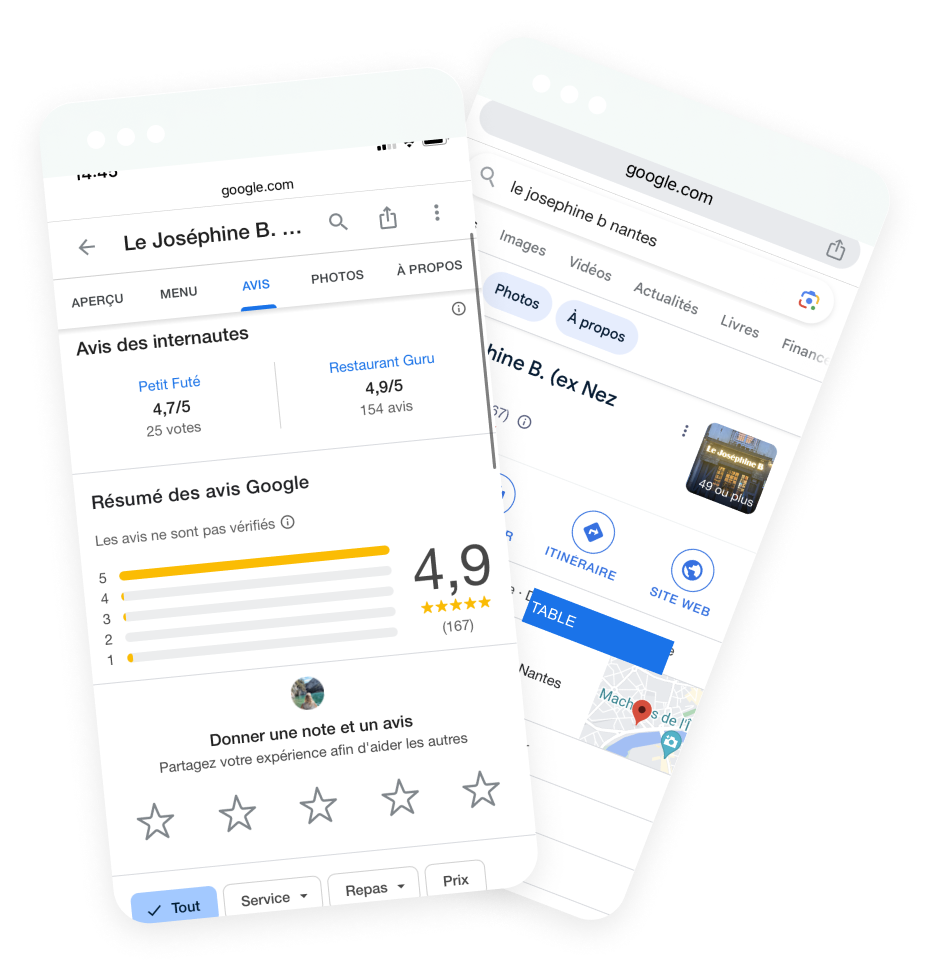 14:45
google.com
Le Joséphine B. ...
APERÇU MENU AVIS PHOTOS À PROPOS
Avis des internautes
Petit Futé
4,7/5
25 votes
Restaurant Guru
4,9/5
154 avis
Résumé des avis Google
Les avis ne sont pas vérifiés
5
4
3
2
1
4,9
(167)
Donner une note et un avis
Partagez votre expérience afin d'aider les autres
Tout Service Repas Prix
google.com
le josephine b nantes
Images Vidéos Actualités Livres Financ
Photos À propos
hine B. (ex Nez
67)
Le Joséphine B
49 ou plus
R
ITINÉRAIRE
SITE WEB
TABLE
Nantes
Mac s de l'Î